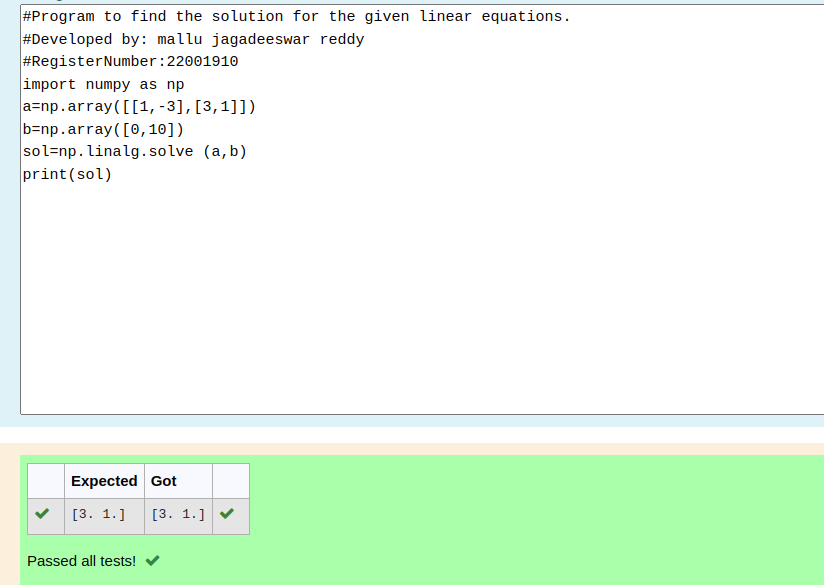 #Program to find the solution for the given linear equations.
#Developed by: mallu jagadeeswar reddy
#RegisterNumber:22001910
import numpy as np
a=np.array([[1,-3],[3,1]])
b=np.array([0,10])
sol=np.linalg.solve (a,b)
print(sol)
Expected Got
[3. 1.] [3. 1.]
Passed all tests!